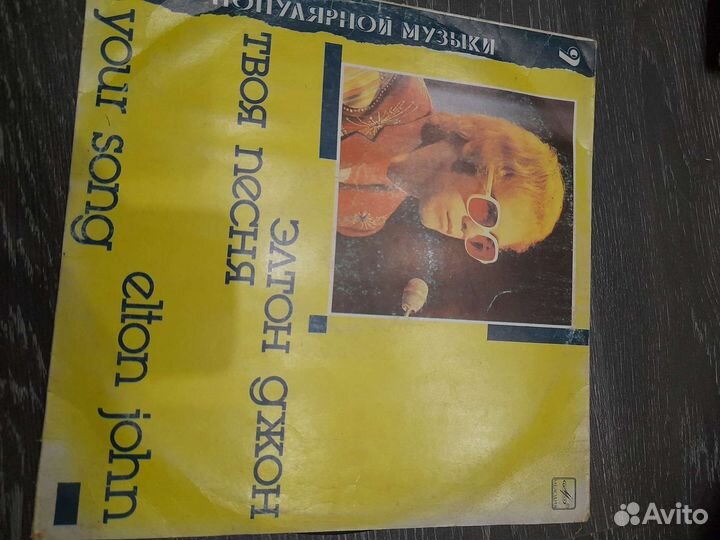 ПОПУЛЯРНОЙ МУЗЫКИ 9
твоя песня
элтон джон
your song elton john
Avito